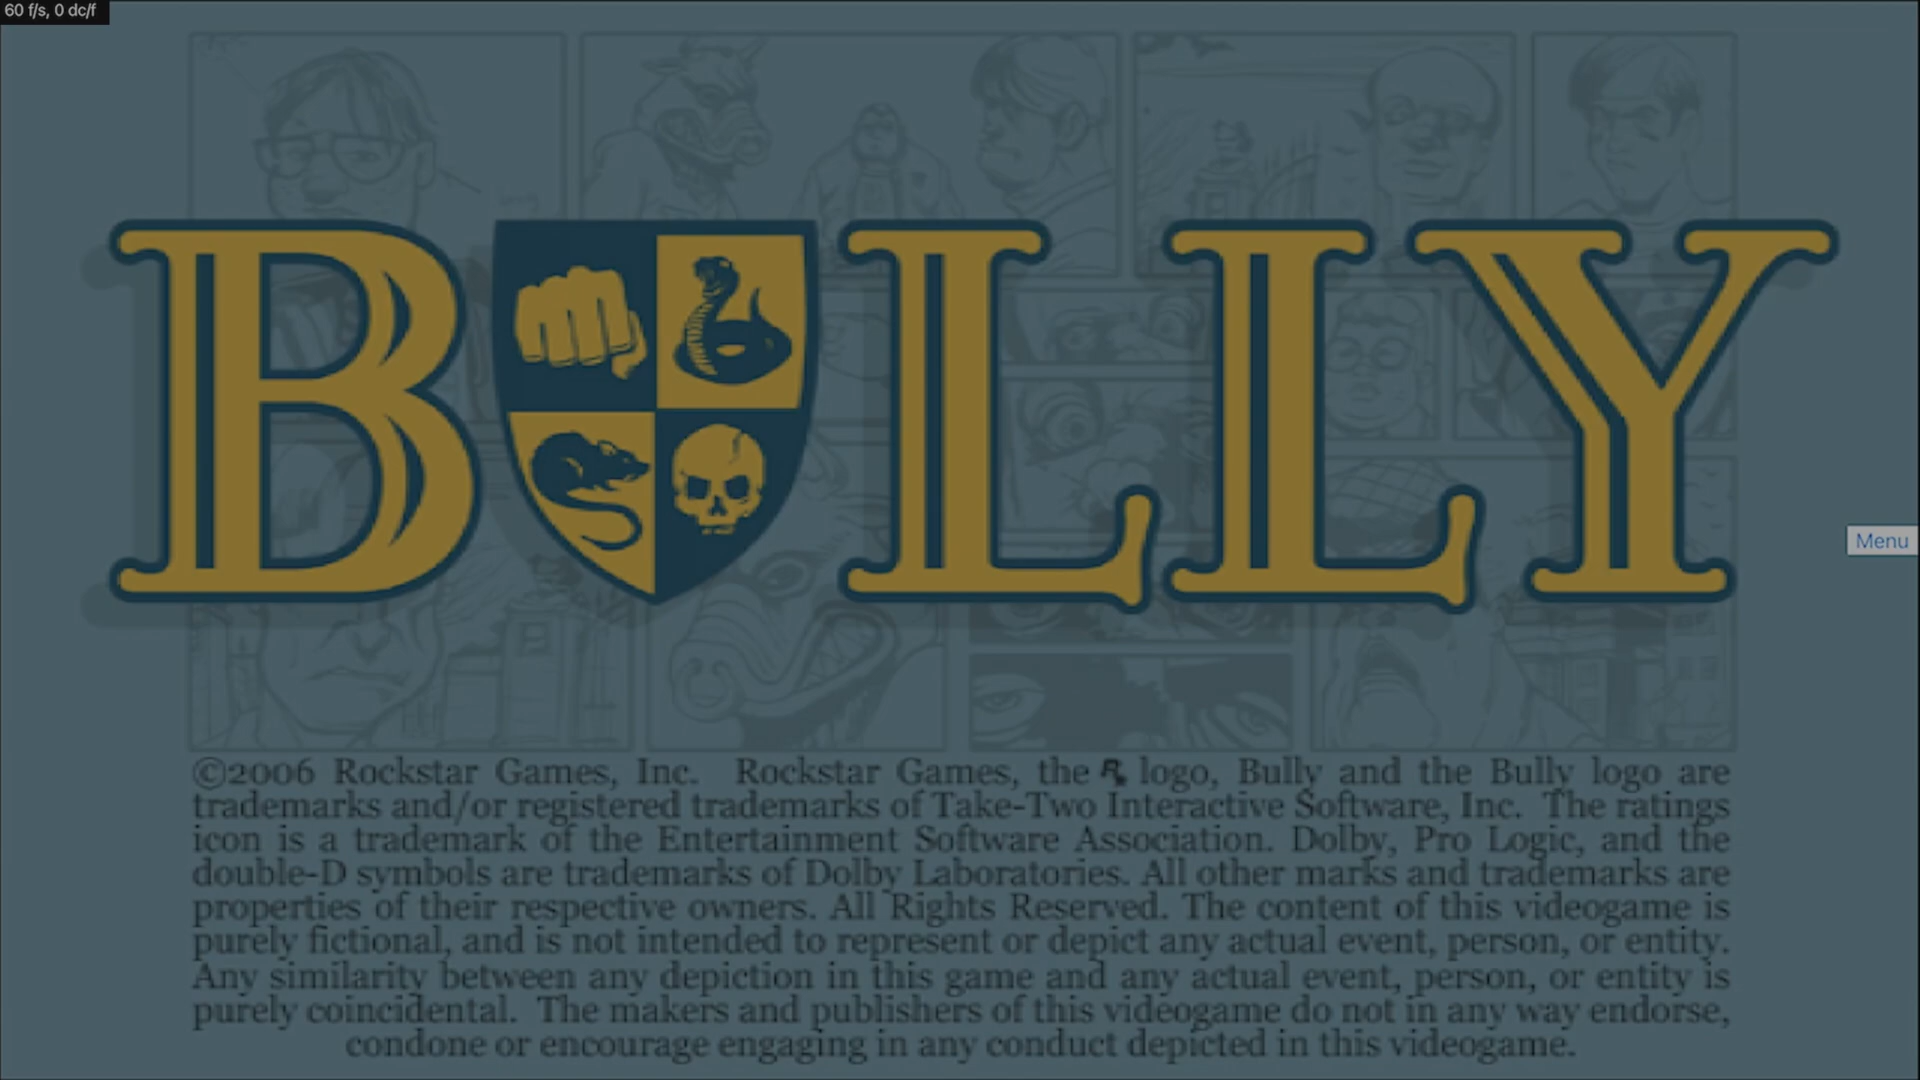 60 f/s, 0 dc/f
BULLY
Menu
©2006 Rockstar Games, Inc. Rockstar Games, the R* logo, Bully and the Bully logo are
trademarks and/or registered trademarks of Take-Two Interactive Software, Inc. The ratings
icon is a trademark of the Entertainment Software Association. Dolby, Pro Logic, and the
double-D symbols are trademarks of Dolby Laboratories. All other marks and trademarks are
properties of their respective owners. All Rights Reserved. The content of this videogame is
purely fictional, and is not intended to represent or depict any actual event, person, or entity.
Any similarity between any depiction in this game and any actual event, person, or entity is
purely coincidental. The makers and publishers of this videogame do not in any way endorse,
condone or encourage engaging in any conduct depicted in this videogame.